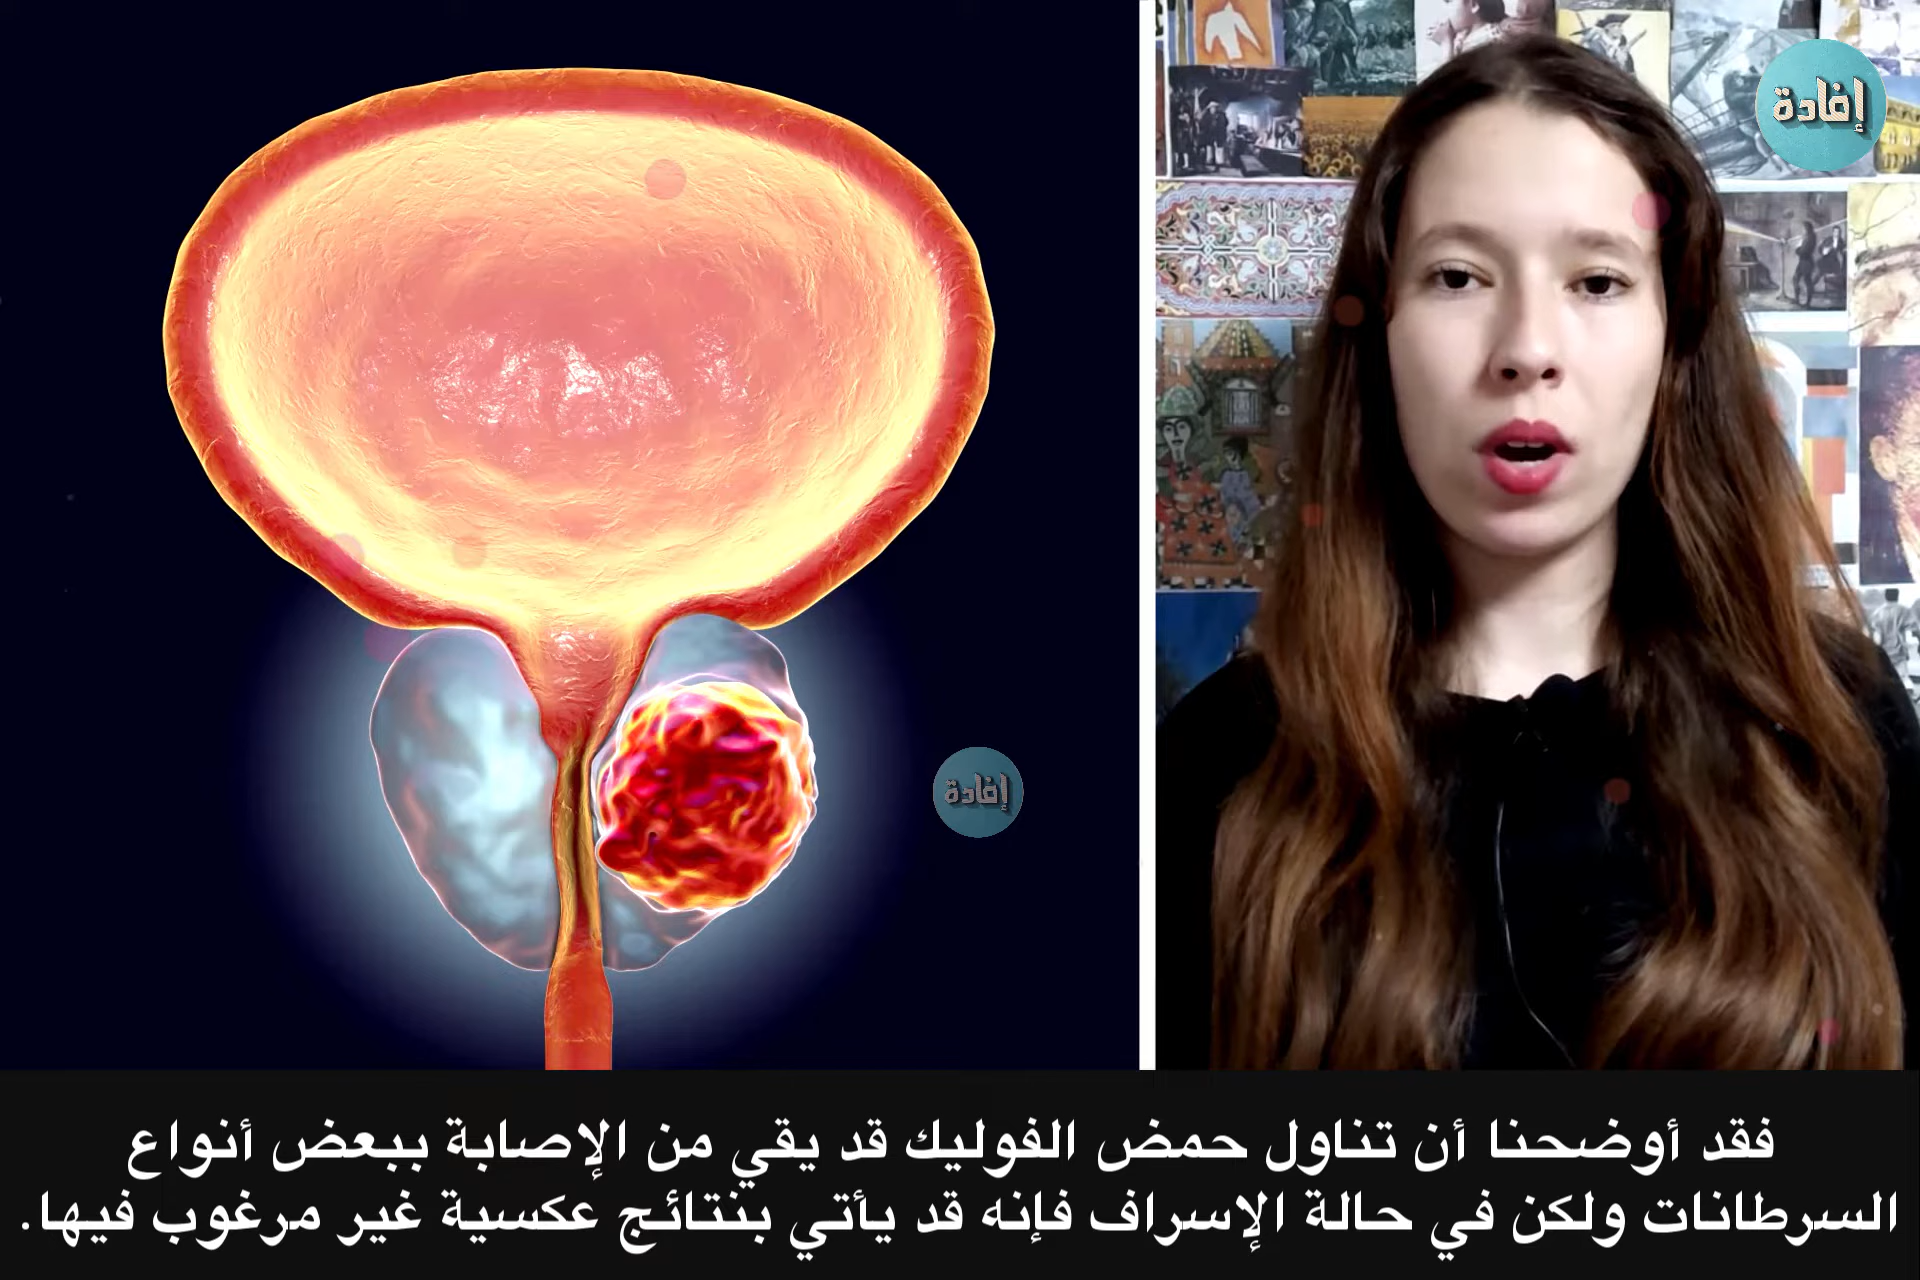 إفادة
إفادة
فقد أوضحنا أن تناول حمض الفوليك قد يقي من الإصابة ببعض أنواع
السرطانات ولكن في حالة الإسراف فإنه قد يأتي بنتائج عكسية غير مرغوب فيها.